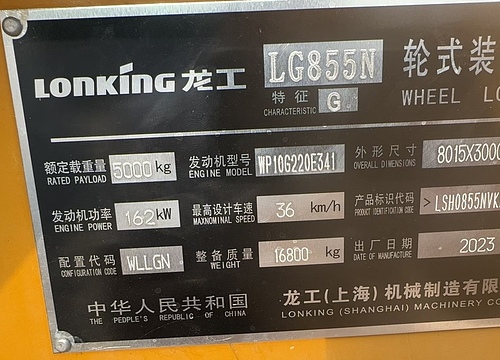 LONKING 龙工 LG855N 轮式装
特征 G WHEEL LO
CHARACTERISTIC
额定载重量 5000 kg 发动机型号 WP10G220E341 外形尺寸 8015X3000
RATED PAYLOAD ENGINE MODEL OVERALL DIMENSIONS
发动机功率 162 kW 最高设计车速 36 km/h 产品标识代码 >LSH0855NVK
ENGINE POWER MAXNOMINAL SPEED PRODUCT IDENTIFICATION CODE
配置代码 WLLGN 整备质量 16800 kg 出厂日期 2023
CONFIGURATION CODE WEIGHT DATE OF MANUFACTURE
中华人民共和国 龙工(上海)机械制造有限
THE PEOPLE'S REPUBLIC OF CHINA LONKING (SHANGHAI) MACHINERY CO